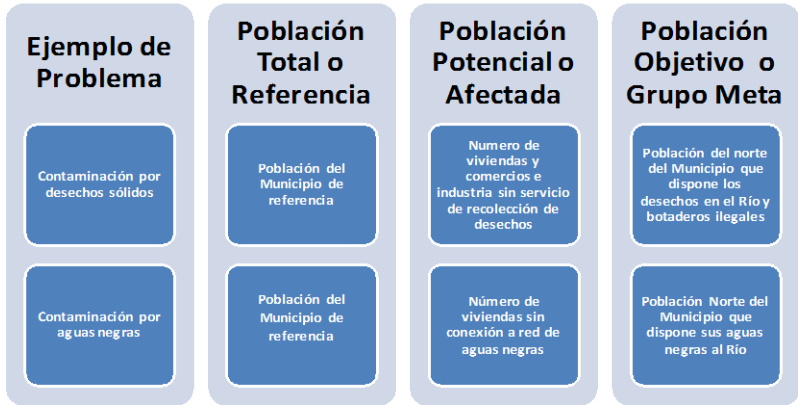 Ejemplo de
Problema
Contaminación por
desechos sólidos
Contaminación por
aguas negras
Población
Total o
Referencia
Población del
Municipio de
referencia
Población del
Municipio de
referencia
Población
Potencial o
Afectada
Numero de
viviendas y
comercios e
industria sin servicio
de recolección de
desechos
Número de
viviendas sin
conexión a red de
aguas negras
Población
Objetivo o
Grupo Meta
Población del norte
del Municipio que
dispone los
desechos en el Río y
botaderos ilegales
Población Norte del
Municipio que
dispone sus aguas
negras al Río